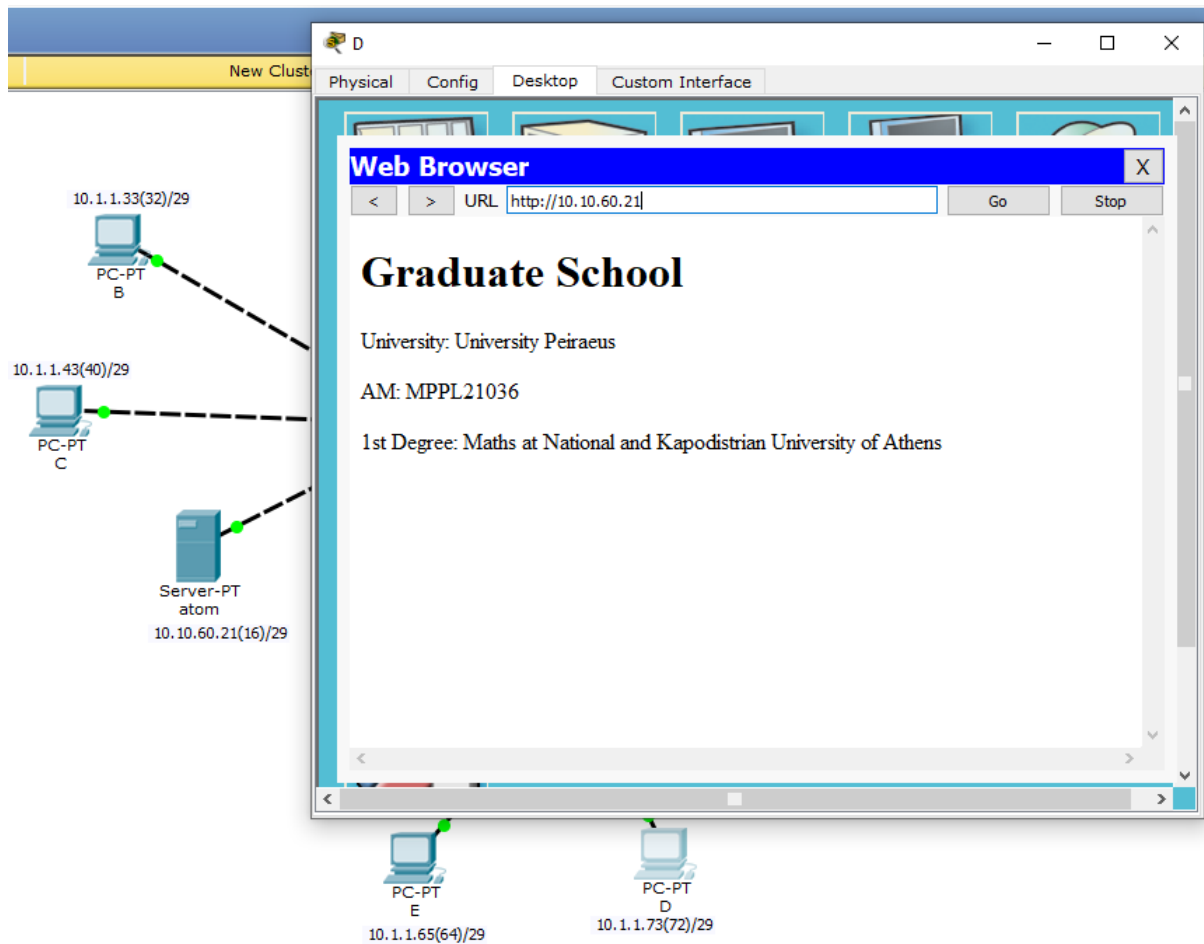 D
New Clust
Physical Config Desktop Custom Interface
Web Browser X
< > URL http://10.10.60.21 Go Stop
Graduate School
University: University Peiraeus
AM: MPPL21036
1st Degree: Maths at National and Kapodistrian University of Athens
10.1.1.33(32)/29
PC-PT
B
10.1.1.43(40)/29
PC-PT
C
Server-PT
atom
10.10.60.21(16)/29
PC-PT
E
10.1.1.65(64)/29
PC-PT
D
10.1.1.73(72)/29